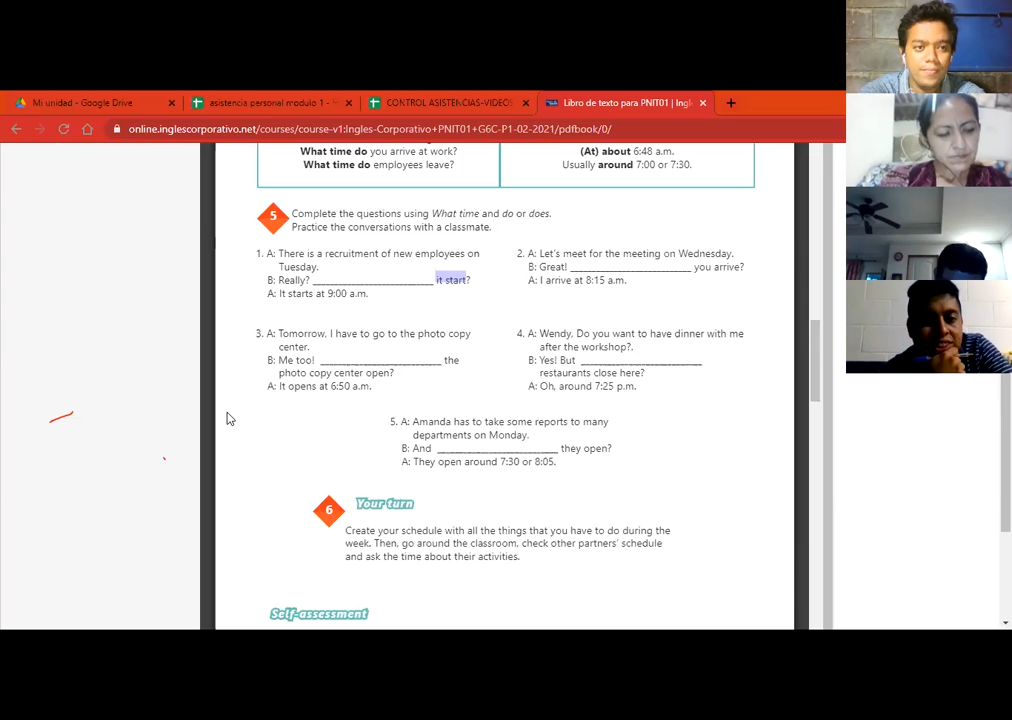 Mi unidad - Google Drive
asistencia personal modulo 1 -
CONTROL ASISTENCIAS-VIDEOS
Libro de texto para PNIT01 | Ingl
online.inglescorporativo.net/courses/course-v1:Ingles-Corporativo+PNIT01+G6C-P1-02-2021/pdfbook/0/
What time do you arrive at work?
What time do employees leave?
(At) about 6:48 a.m.
Usually around 7:00 or 7:30.
5
Complete the questions using What time and do or does.
Practice the conversations with a classmate.
1. A: There is a recruitment of new employees on
Tuesday.
B: Really? ________________________ it start?
A: It starts at 9:00 a.m.
2. A: Let's meet for the meeting on Wednesday.
B: Great! ________________________ you arrive?
A: I arrive at 8:15 a.m.
3. A: Tomorrow, I have to go to the photo copy
center.
B: Me too! ________________________ the
photo copy center open?
A: It opens at 6:50 a.m.
4. A: Wendy, Do you want to have dinner with me
after the workshop?.
B: Yes! But ________________________
restaurants close here?
A: Oh, around 7:25 p.m.
5. A: Amanda has to take some reports to many
departments on Monday.
B: And ________________________ they open?
A: They open around 7:30 or 8:05.
6
Your turn
Create your schedule with all the things that you have to do during the
week. Then, go around the classroom, check other partners' schedule
and ask the time about their activities.
Self-assessment